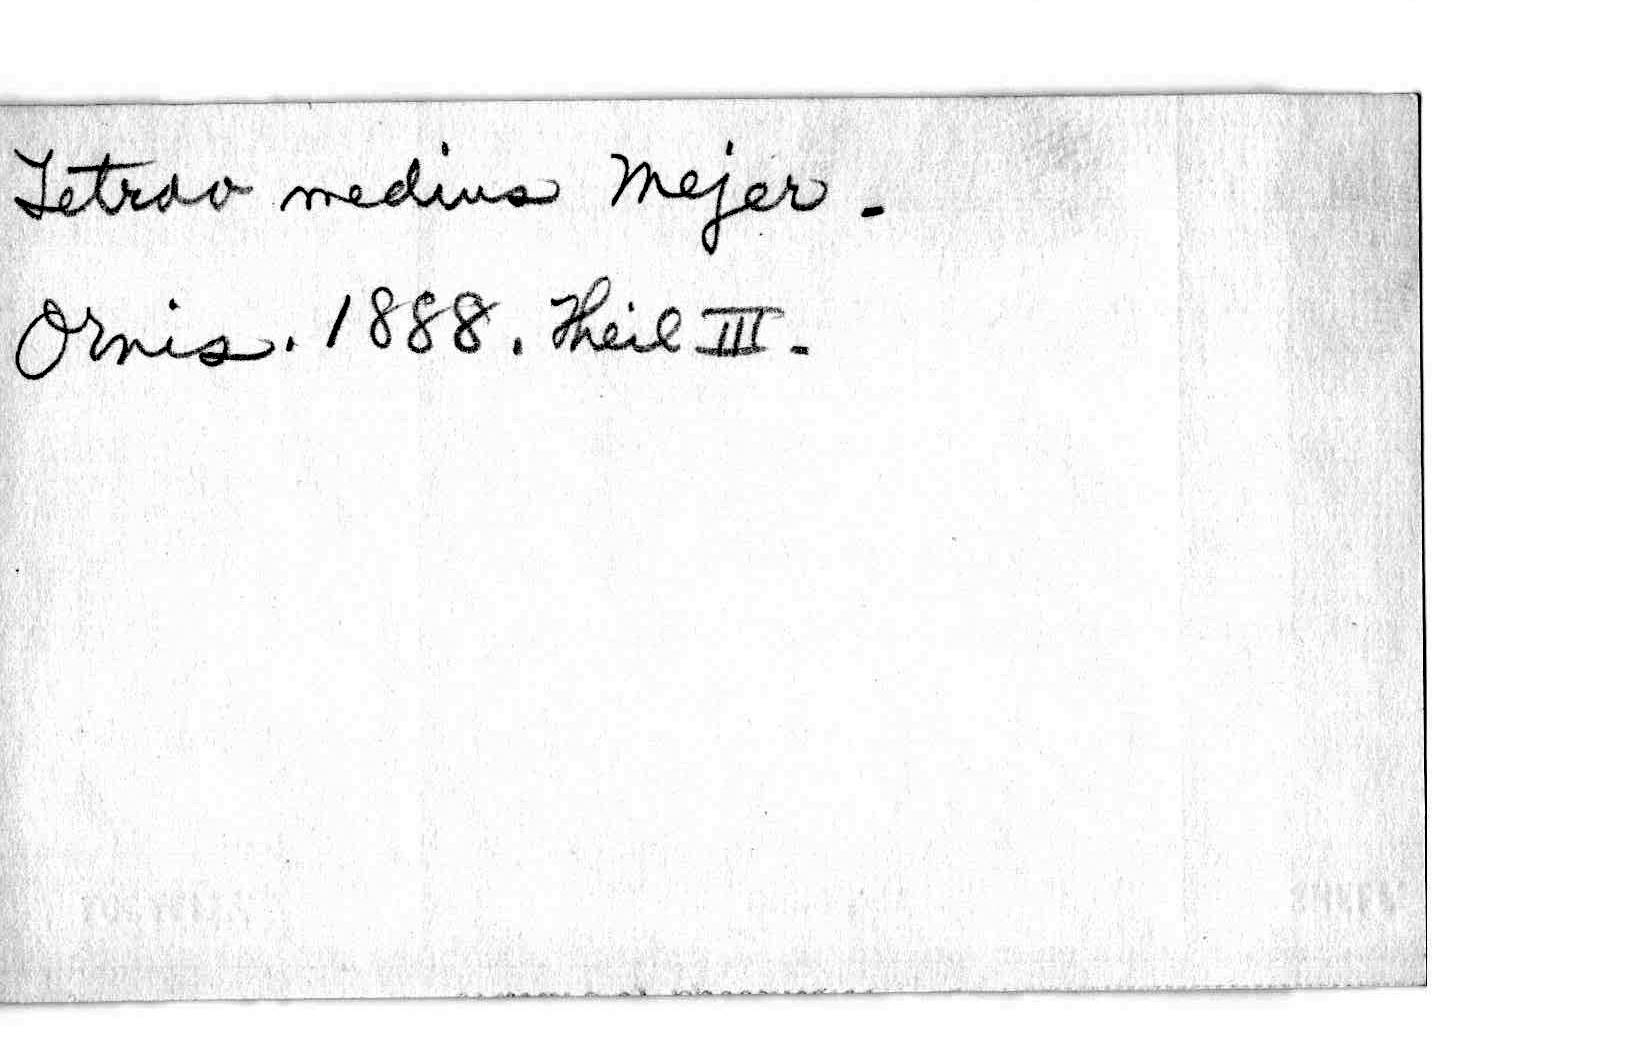 Tetrao medius Mejer -
Ornis. 1888. Theil III -